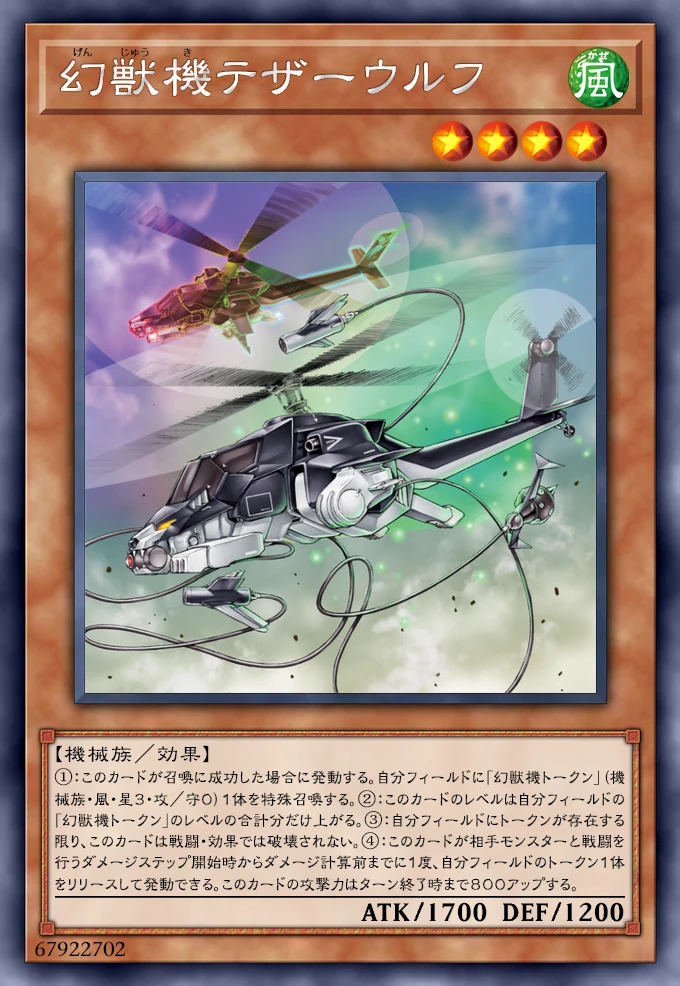 げん じゅう き
幻獣機テザーウルフ
かぜ
風
【機械族／効果】
①：このカードが召喚に成功した場合に発動する。自分フィールドに「幻獣機トークン」（機
械族・風・星３・攻／守０）１体を特殊召喚する。②：このカードのレベルは自分フィールドの
「幻獣機トークン」のレベルの合計分だけ上がる。③：自分フィールドにトークンが存在する
限り、このカードは戦闘・効果では破壊されない。④：このカードが相手モンスターと戦闘を
行うダメージステップ開始時からダメージ計算前までに１度、自分フィールドのトークン１体
をリリースして発動できる。このカードの攻撃力はターン終了時まで８００アップする。
ATK/1700 DEF/1200
67922702